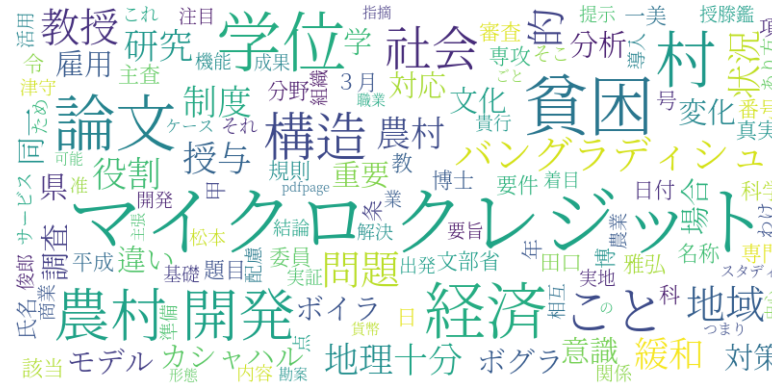 活用 教授 これ 注目 学位 指摘 学 社会 審査 的 提示 一美 授謄鑑
令 雇用 研究 機能 成果 専攻 そこ 分析 導入 村 状況
津守 主査 分野 組織 3月 対応 職業 文化 ごと 貧困 号 変化 番号
同一 ため 論文 ケース 制度 それ 構造 農村 貴行 真実
授与 教 バングラディシュ
県 役割 準 開発 甲 規則 pdfpage 重要 条 業 博士 要件 着目 日付 場合 科学
サービス マイクロクレジット わけ
調査 主張 松本 結論 解決 要旨 年 博 農業 名称 専門
俊郎 平成 違い 基礎 題目 配慮 委員 実証 問題 出発 文部省 田口 雅弘 実地 スタディ
氏名 商業 農村開発 準備 ボイラ 貨幣 日 経済 相互 こと の 科 地域 つまり
該当 モデル カシャハル 形態 内容 点 勘案 地理 十分 ボグラ 意識 関係 緩和 対策
可能